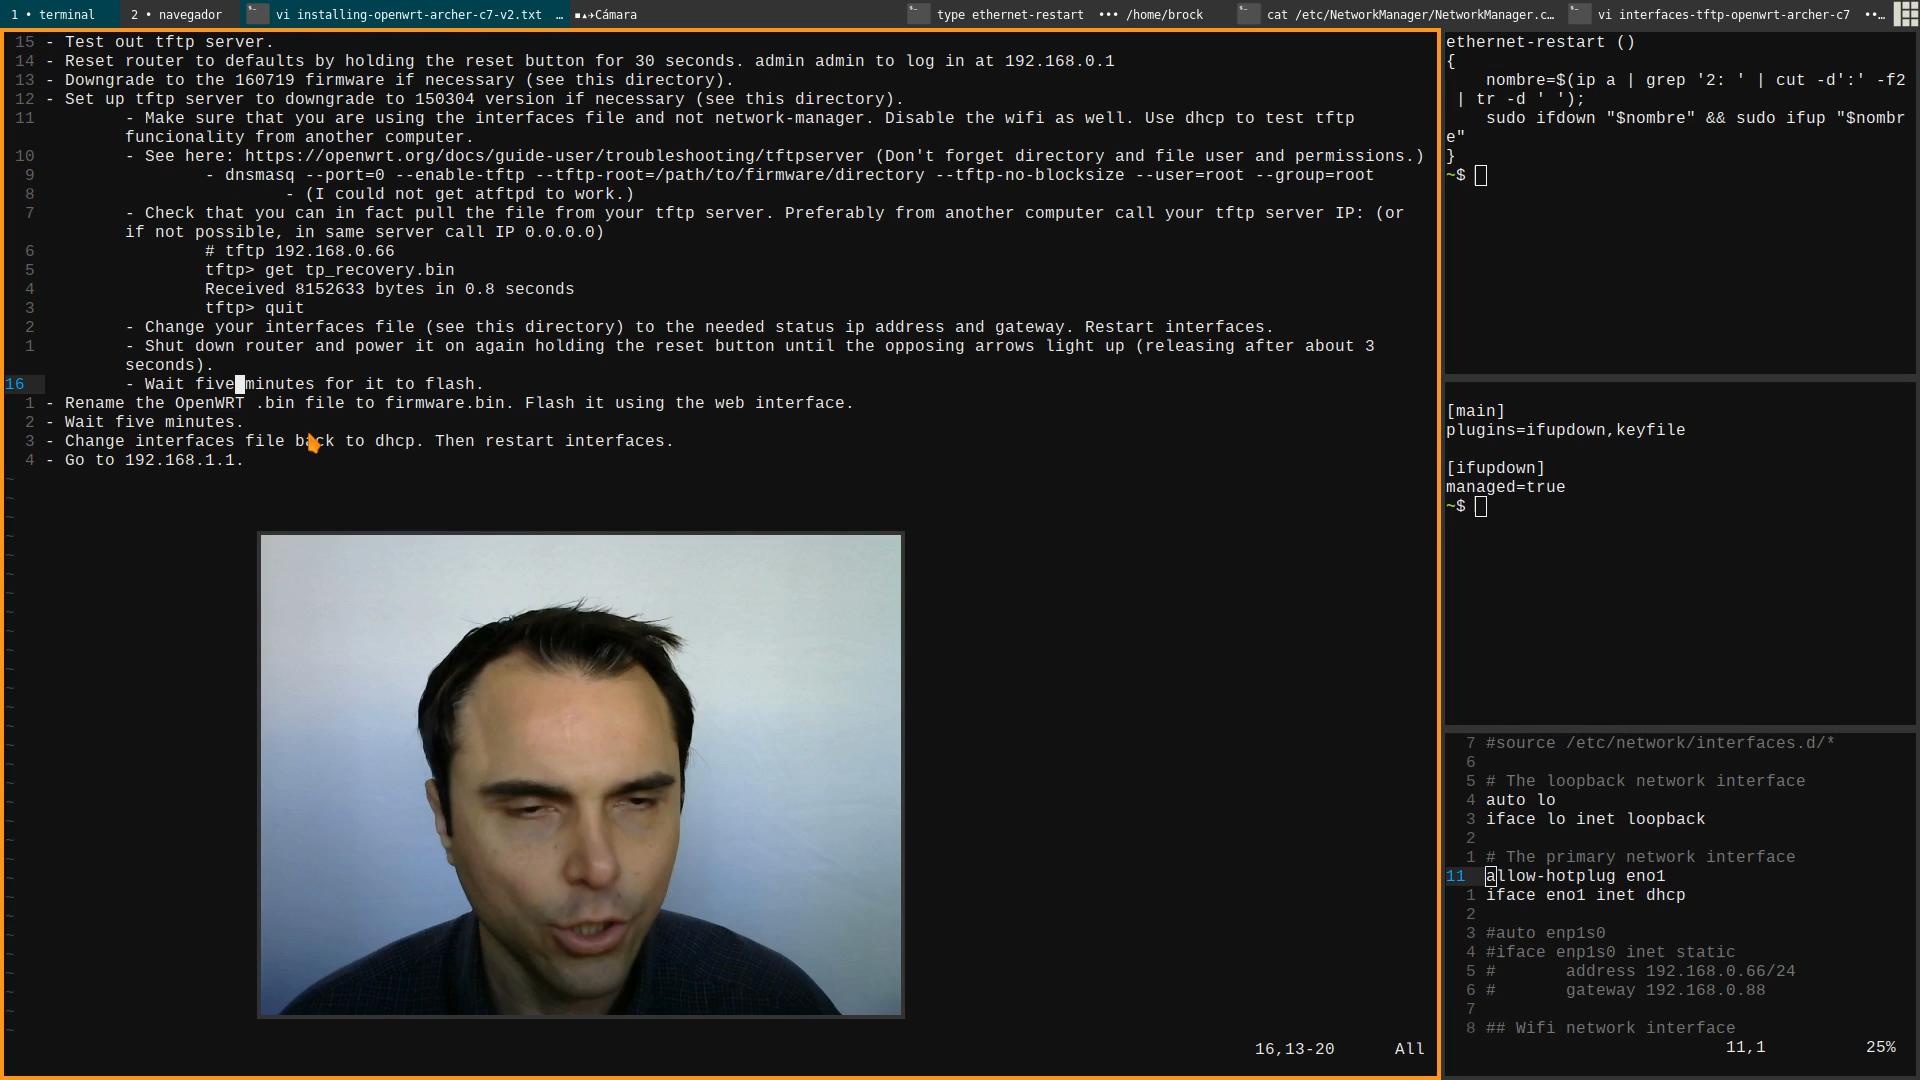 1 • terminal
2 • navegador
vi installing-openwrt-archer-c7-v2.txt …
Cámara
type ethernet-restart ••• /home/brock
cat /etc/NetworkManager/NetworkManager.c…
vi interfaces-tftp-openwrt-archer-c7 ••…
15 - Test out tftp server.
14 - Reset router to defaults by holding the reset button for 30 seconds. admin admin to log in at 192.168.0.1
13 - Downgrade to the 160719 firmware if necessary (see this directory).
12 - Set up tftp server to downgrade to 150304 version if necessary (see this directory).
11 - Make sure that you are using the interfaces file and not network-manager. Disable the wifi as well. Use dhcp to test tftp
funcionality from another computer.
10 - See here: https://openwrt.org/docs/guide-user/troubleshooting/tftpserver (Don't forget directory and file user and permissions.)
9 - dnsmasq --port=0 --enable-tftp --tftp-root=/path/to/firmware/directory --tftp-no-blocksize --user=root --group=root
8 - (I could not get atftpd to work.)
7 - Check that you can in fact pull the file from your tftp server. Preferably from another computer call your tftp server IP: (or
if not possible, in same server call IP 0.0.0.0)
6 # tftp 192.168.0.66
5 tftp> get tp_recovery.bin
4 Received 8152633 bytes in 0.8 seconds
3 tftp> quit
2 - Change your interfaces file (see this directory) to the needed status ip address and gateway. Restart interfaces.
1 - Shut down router and power it on again holding the reset button until the opposing arrows light up (releasing after about 3
seconds).
16 - Wait five minutes for it to flash.
1 - Rename the OpenWRT .bin file to firmware.bin. Flash it using the web interface.
2 - Wait five minutes.
3 - Change interfaces file back to dhcp. Then restart interfaces.
4 - Go to 192.168.1.1.
16,13-20 All
ethernet-restart ()
{
nombre=$(ip a | grep '2: ' | cut -d':' -f2
| tr -d ' ');
sudo ifdown "$nombre" && sudo ifup "$nombr
e"
}
~$
[main]
plugins=ifupdown,keyfile
[ifupdown]
managed=true
~$
7 #source /etc/network/interfaces.d/*
6
5 # The loopback network interface
4 auto lo
3 iface lo inet loopback
2
1 # The primary network interface
11 allow-hotplug eno1
1 iface eno1 inet dhcp
2
3 #auto enp1s0
4 #iface enp1s0 inet static
5 # address 192.168.0.66/24
6 # gateway 192.168.0.88
7
8 ## Wifi network interface
11,1 25%